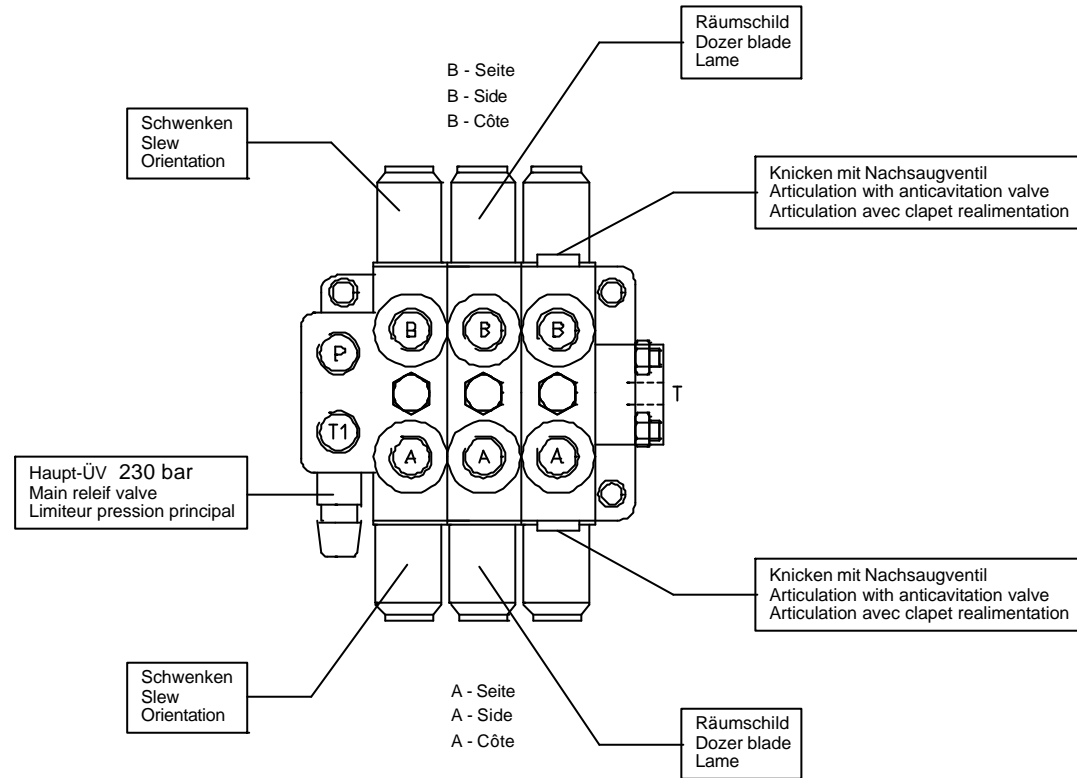 Räumschild
Dozer blade
Lame
B - Seite
B - Side
B - Côte
Schwenken
Slew
Orientation
Knicken mit Nachsaugventil
Articulation with anticavitation valve
Articulation avec clapet realimentation
B B B
P
T
T1
A A A
Haupt-ÜV 230 bar
Main releif valve
Limiteur pression principal
Knicken mit Nachsaugventil
Articulation with anticavitation valve
Articulation avec clapet realimentation
Schwenken
Slew
Orientation
A - Seite
A - Side
A - Côte
Räumschild
Dozer blade
Lame